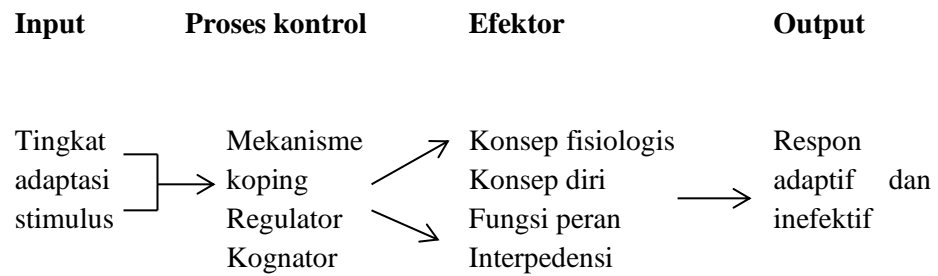 Input Proses kontrol Efektor Output
Tingkat Mekanisme Konsep fisiologis Respon
adaptasi koping Konsep diri adaptif dan
stimulus Regulator Fungsi peran inefektif
Kognator Interpedensi